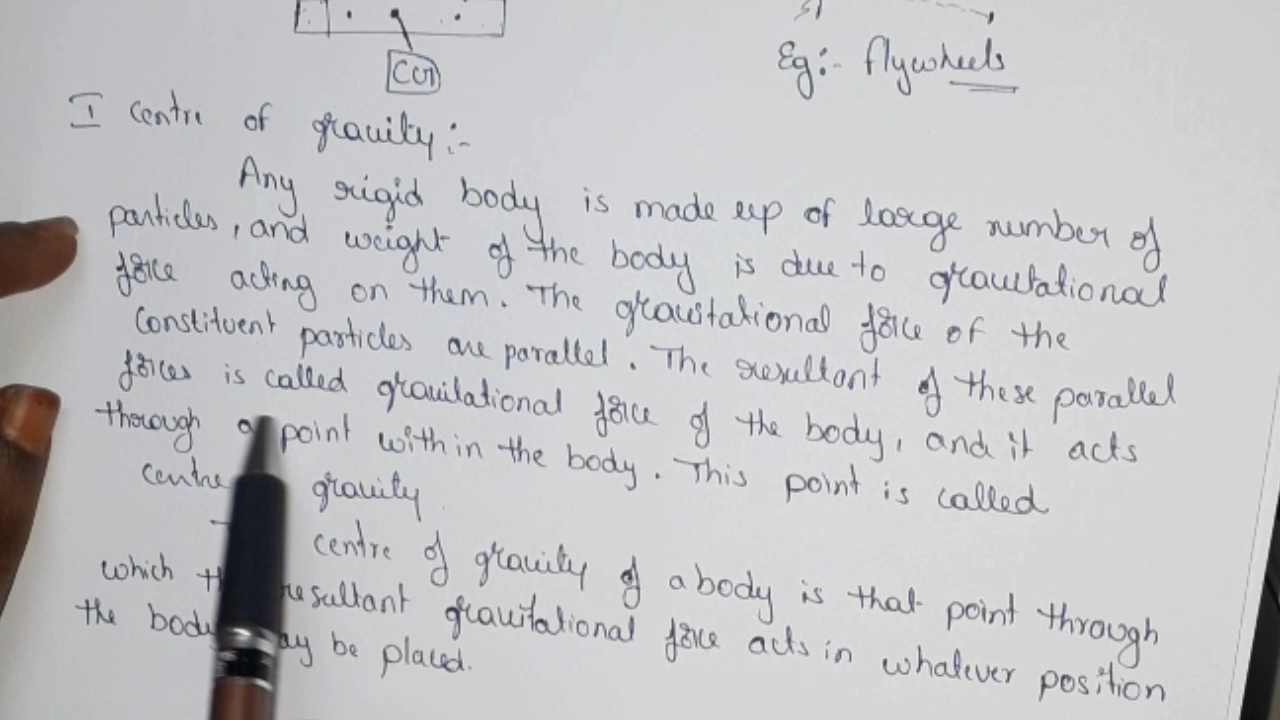 CG
Eg:- flywheels
I centre of gravity:-
Any rigid body is made up of large number of
particles, and weight of the body is due to gravitational
force acting on them. The gravitational force of the
constituent particles are parallel. The resultant of these parallel
forces is called gravitational force of the body, and it acts
through a point within the body. This point is called
centre gravity.
centre of gravity of a body is that point through
which the resultant gravitational force acts in whatever position
the body may be placed.